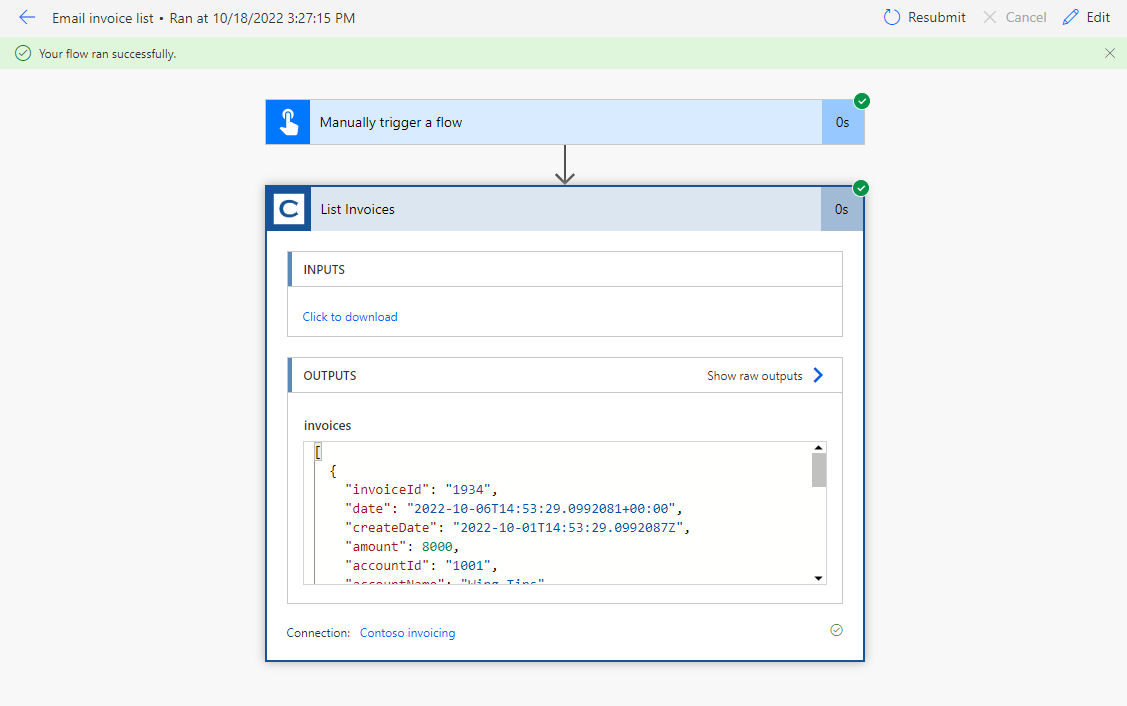 Email invoice list • Ran at 10/18/2022 3:27:15 PM
Resubmit Cancel Edit
Your flow ran successfully.
Manually trigger a flow 0s
C List Invoices 0s
INPUTS
Click to download
OUTPUTS Show raw outputs
invoices
[
{
"invoiceId": "1934",
"date": "2022-10-06T14:53:29.0992081+00:00",
"createDate": "2022-10-01T14:53:29.0992087Z",
"amount": 8000,
"accountId": "1001",
"accountName": "Wing Tips"
Connection: Contoso invoicing